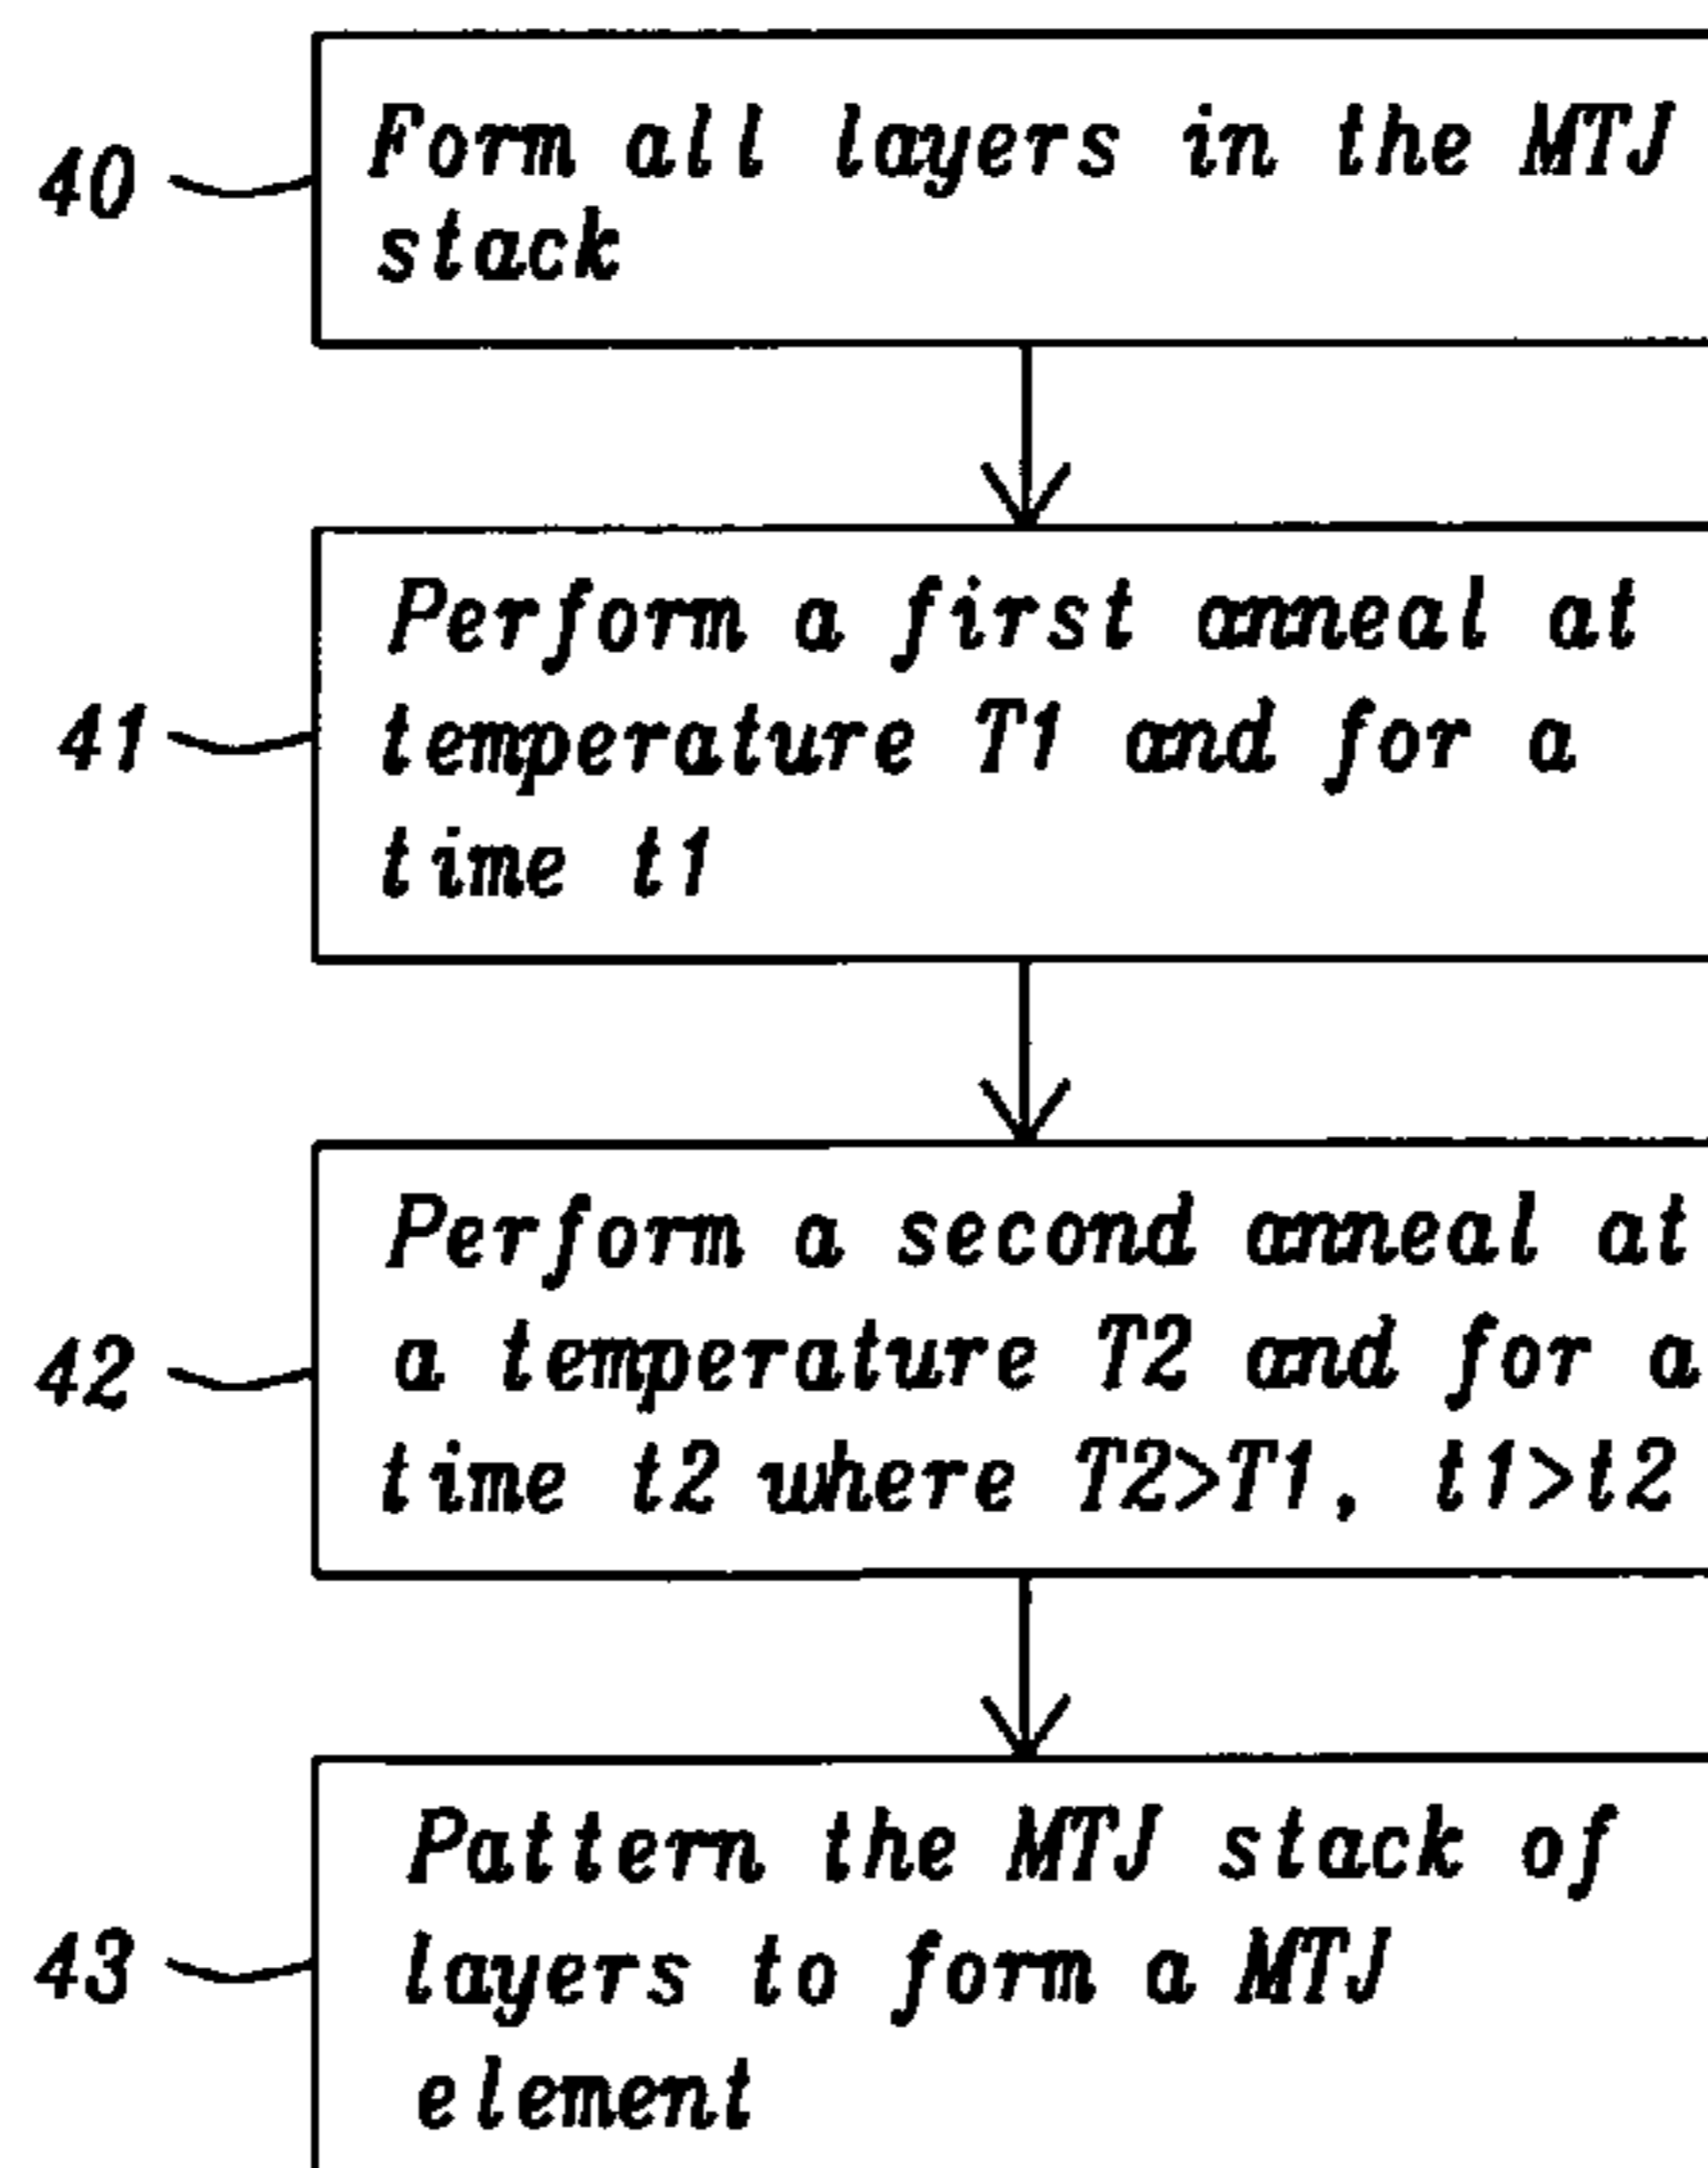 40
Form all layers in the MTJ
stack
41
Perform a first anneal at
temperature T1 and for a
time t1
42
Perform a second anneal at
a temperature T2 and for a
time t2 where T2>T1, t1>t2
43
Pattern the MTJ stack of
layers to form a MTJ
element